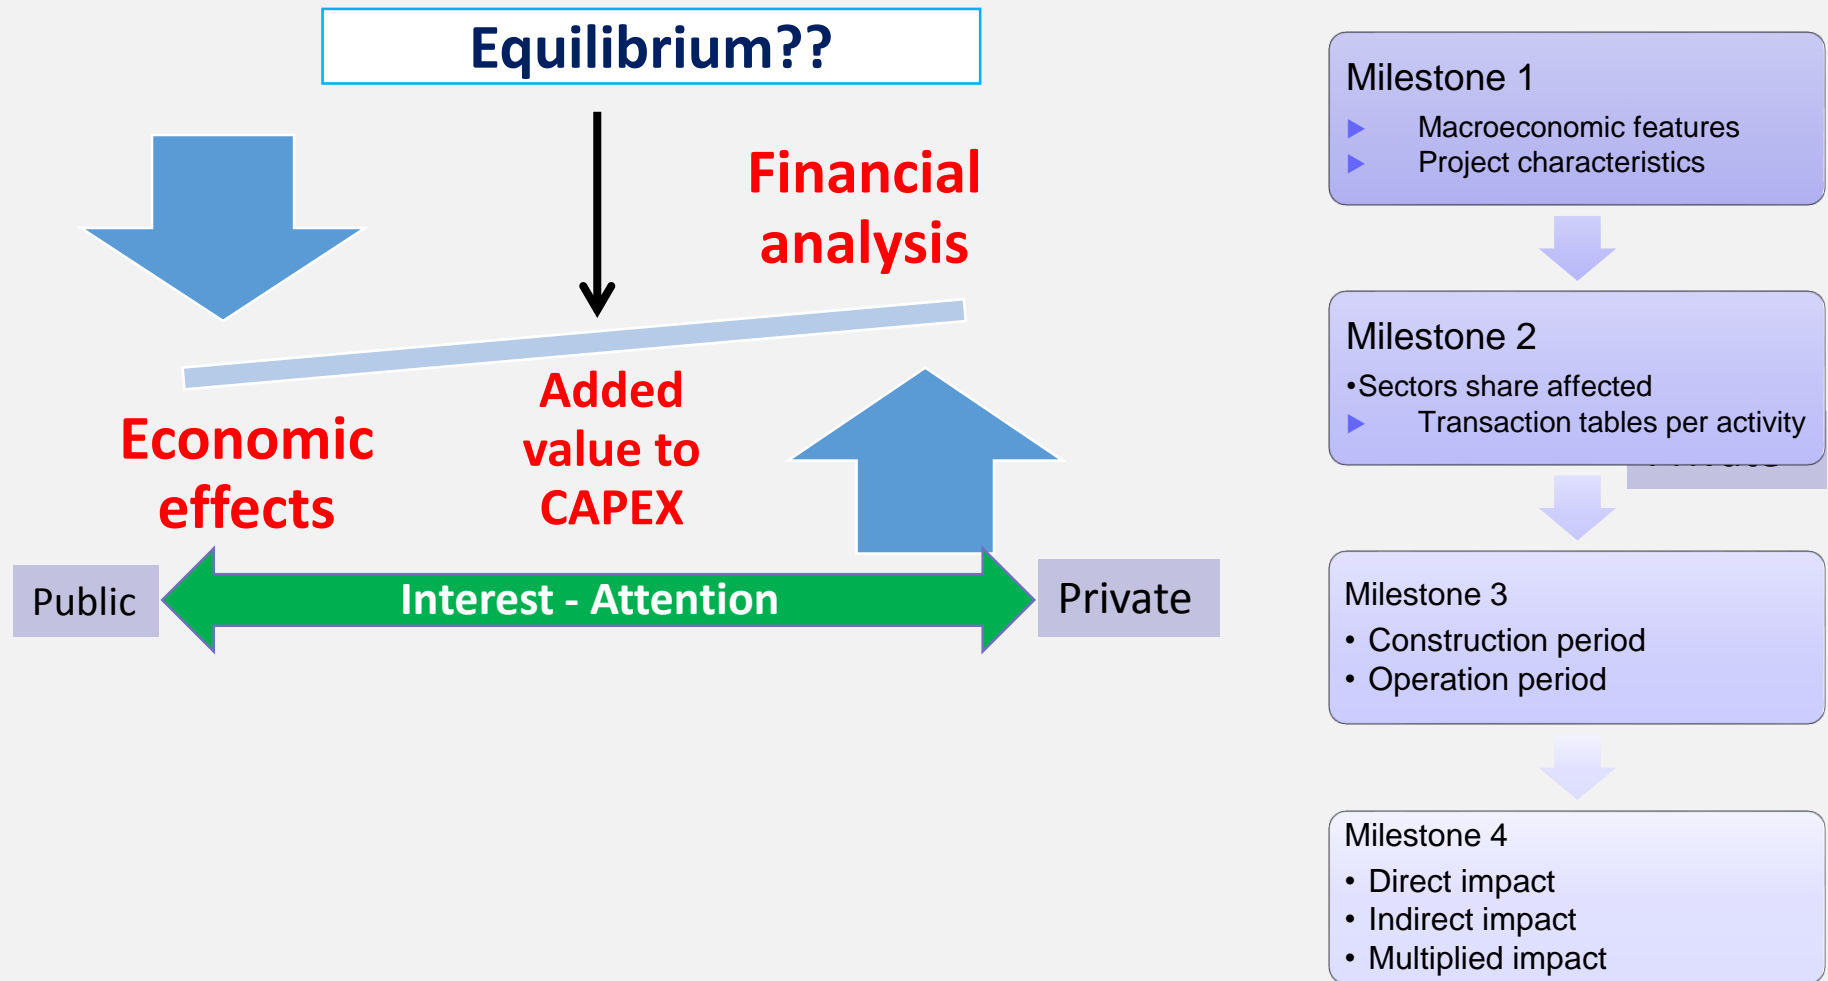 Equilibrium??
Financial
analysis
Added
value to
CAPEX
Economic
effects
Public
Interest - Attention
Private
Milestone 1
Macroeconomic features
Project characteristics
Milestone 2
•Sectors share affected
Transaction tables per activity
Milestone 3
• Construction period
• Operation period
Milestone 4
• Direct impact
• Indirect impact
• Multiplied impact